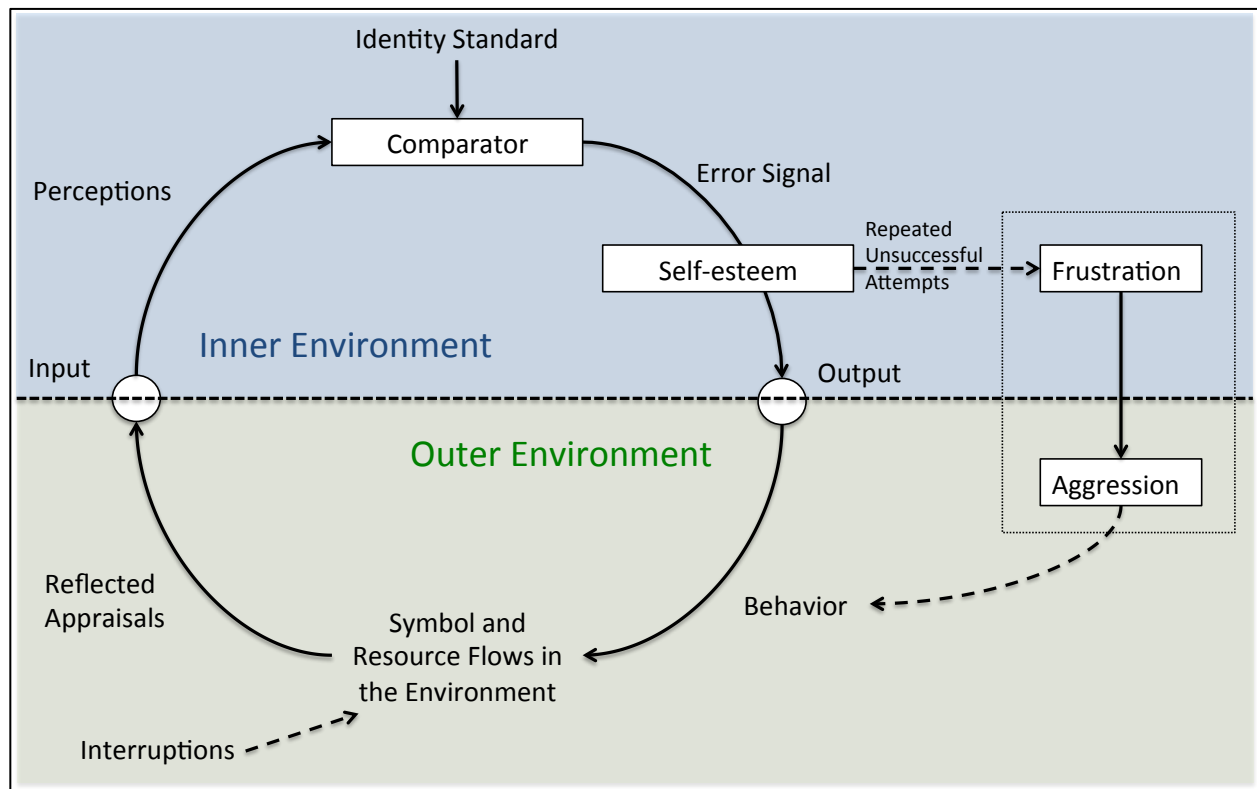 Identity Standard
Comparator
Perceptions
Error Signal
Repeated
Unsuccessful
Attempts
Self-esteem
Frustration
Inner Environment
Input
Output
Outer Environment
Aggression
Reflected
Appraisals
Behavior
Symbol and
Resource Flows in
the Environment
Interruptions